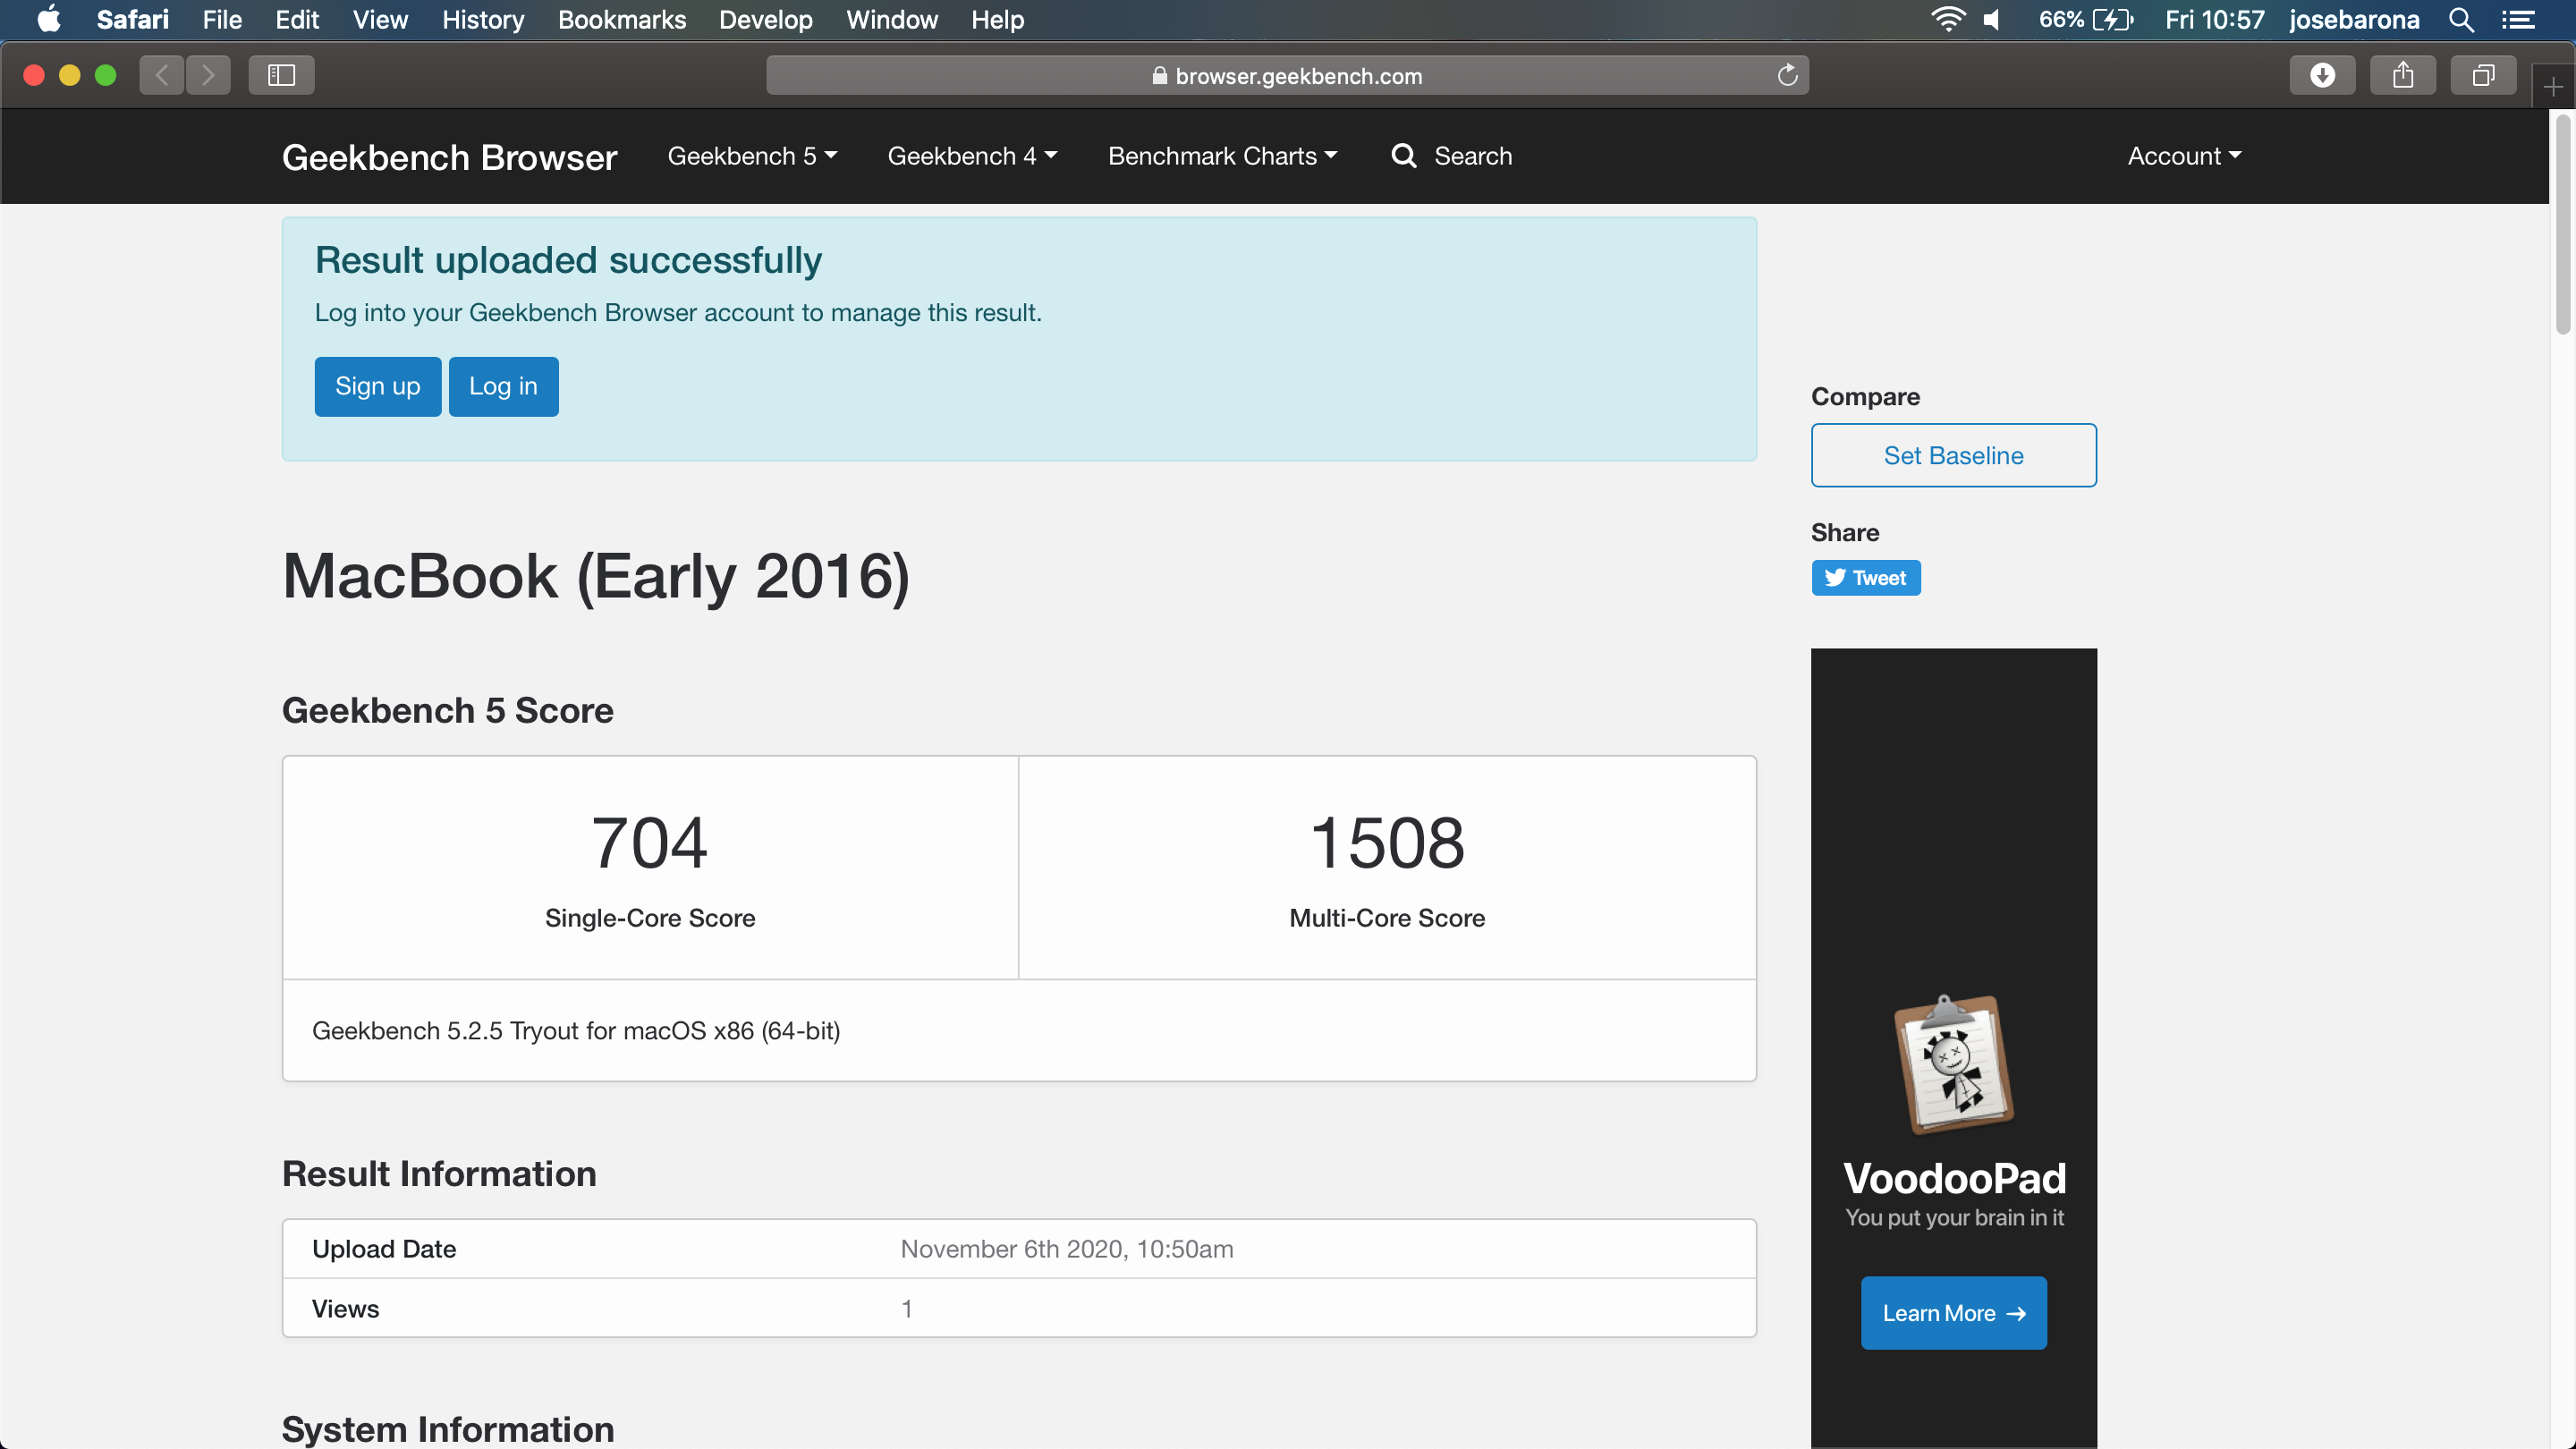 Safari File Edit View History Bookmarks Develop Window Help 66% Fri 10:57 josebarona
browser.geekbench.com
Geekbench Browser Geekbench 5 Geekbench 4 Benchmark Charts Search Account
Result uploaded successfully
Log into your Geekbench Browser account to manage this result.
Sign up Log in
Compare
Set Baseline
Share
Tweet
MacBook (Early 2016)
Geekbench 5 Score
704 1508
Single-Core Score Multi-Core Score
Geekbench 5.2.5 Tryout for macOS x86 (64-bit)
Result Information
Upload Date November 6th 2020, 10:50am
Views 1
System Information
VoodooPad
You put your brain in it
Learn More →